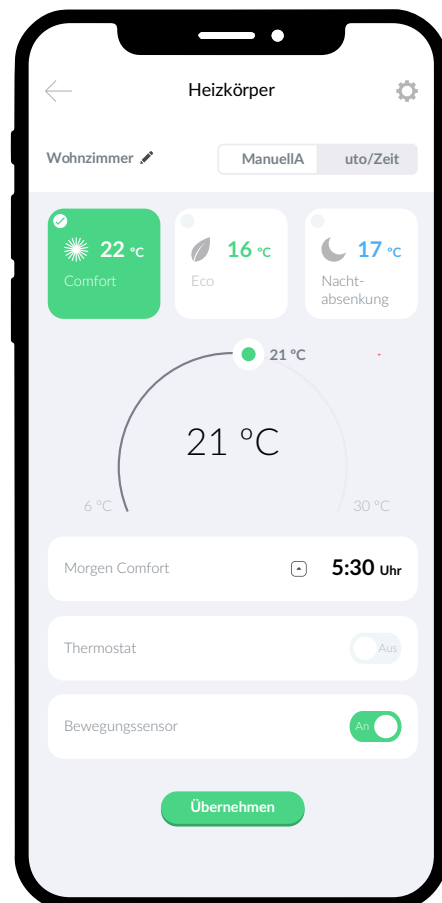 Heizkörper
Wohnzimmer
ManuellA uto/Zeit
22 °C
Comfort
16 °C
Eco
17 °C
Nacht-
absenkung
21 °C
21 °C
6 °C
30 °C
Morgen Comfort 5:30 Uhr
Thermostat Aus
Bewegungssensor An
Übernehmen